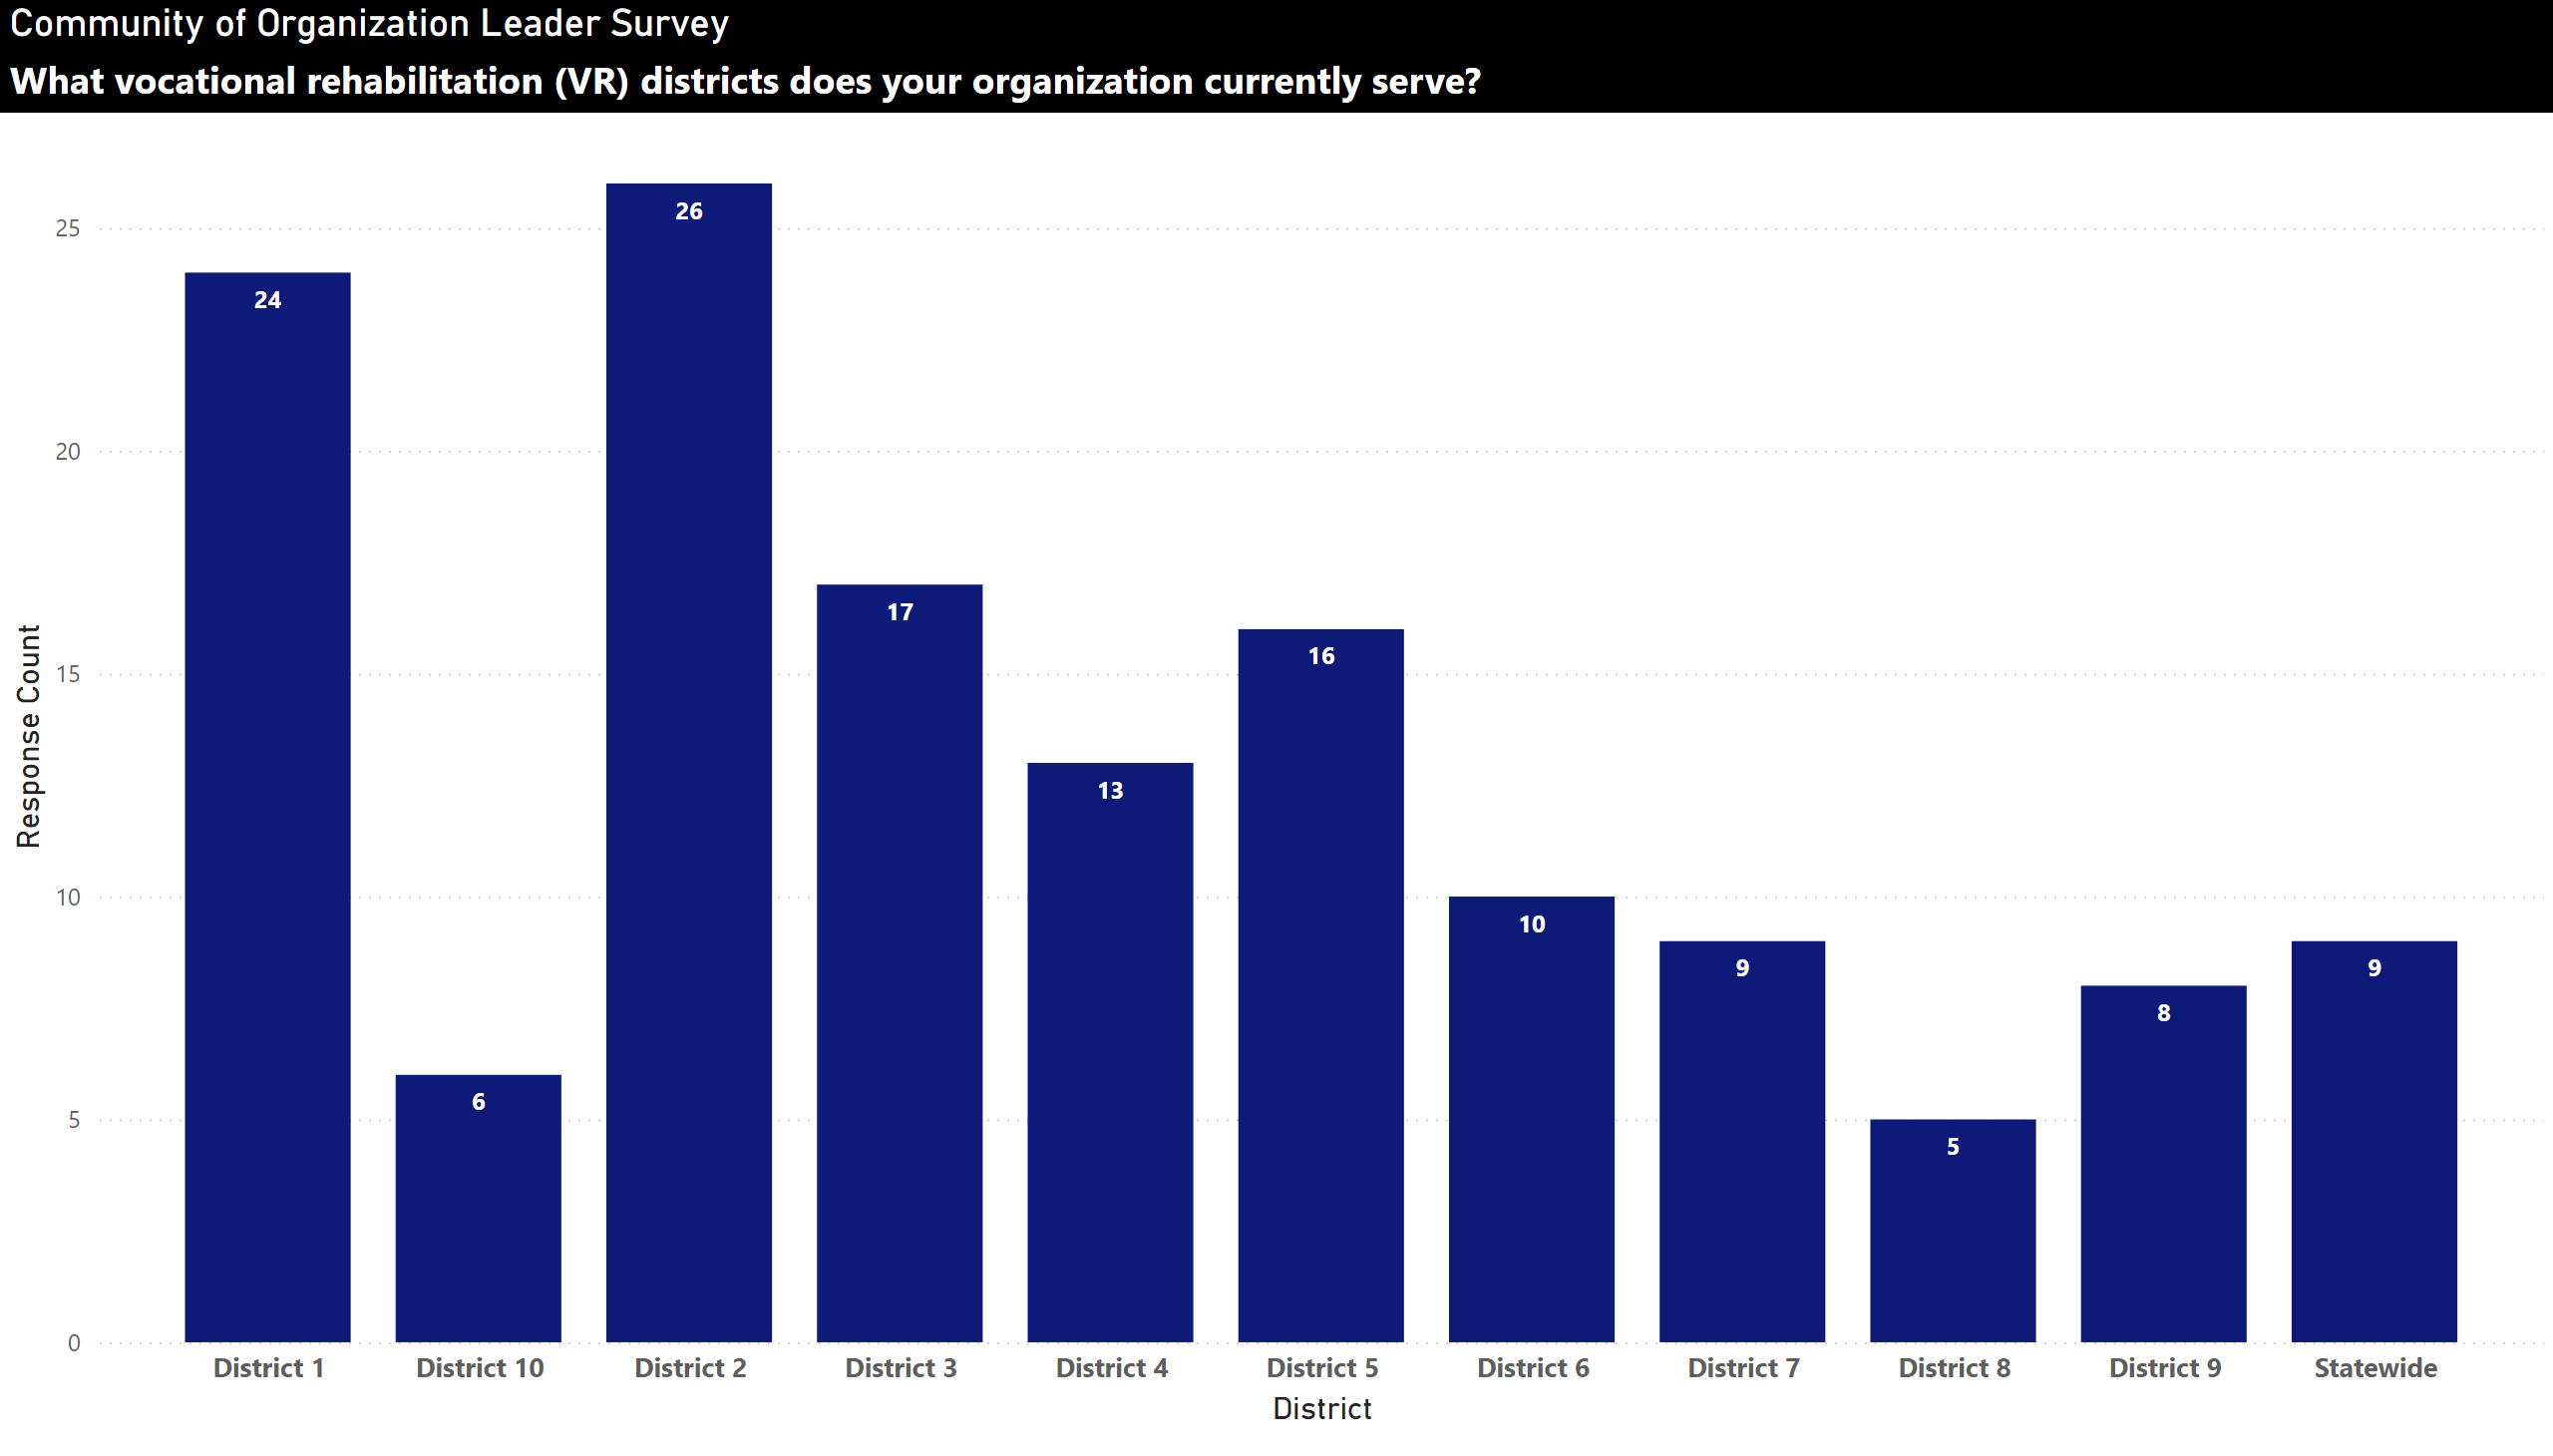 Community of Organization Leader Survey
What vocational rehabilitation (VR) districts does your organization currently serve?
Response Count
25
20
15
10
5
0
24
6
26
17
13
16
10
9
5
8
9
District 1
District 10
District 2
District 3
District 4
District 5
District 6
District 7
District 8
District 9
Statewide
District